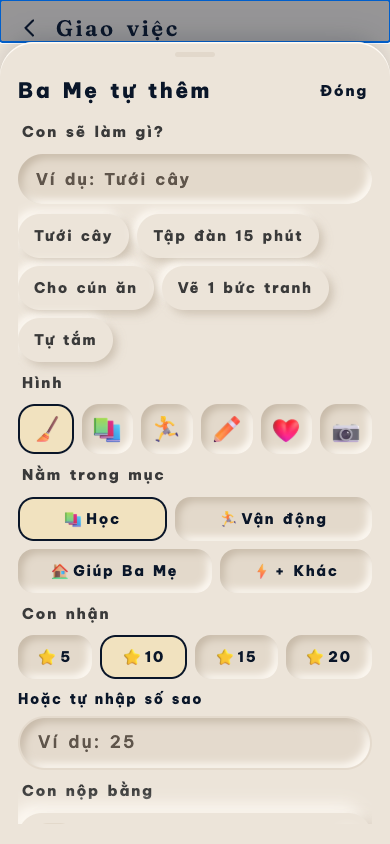 Giao việc
Ba Mẹ tự thêm
Đóng
Con sẽ làm gì?
Ví dụ: Tưới cây
Tưới cây
Tập đàn 15 phút
Cho cún ăn
Vẽ 1 bức tranh
Tự tắm
Hình
Nằm trong mục
Học
Vận động
Giúp Ba Mẹ
+ Khác
Con nhận
5
10
15
20
Hoặc tự nhập số sao
Ví dụ: 25
Con nộp bằng